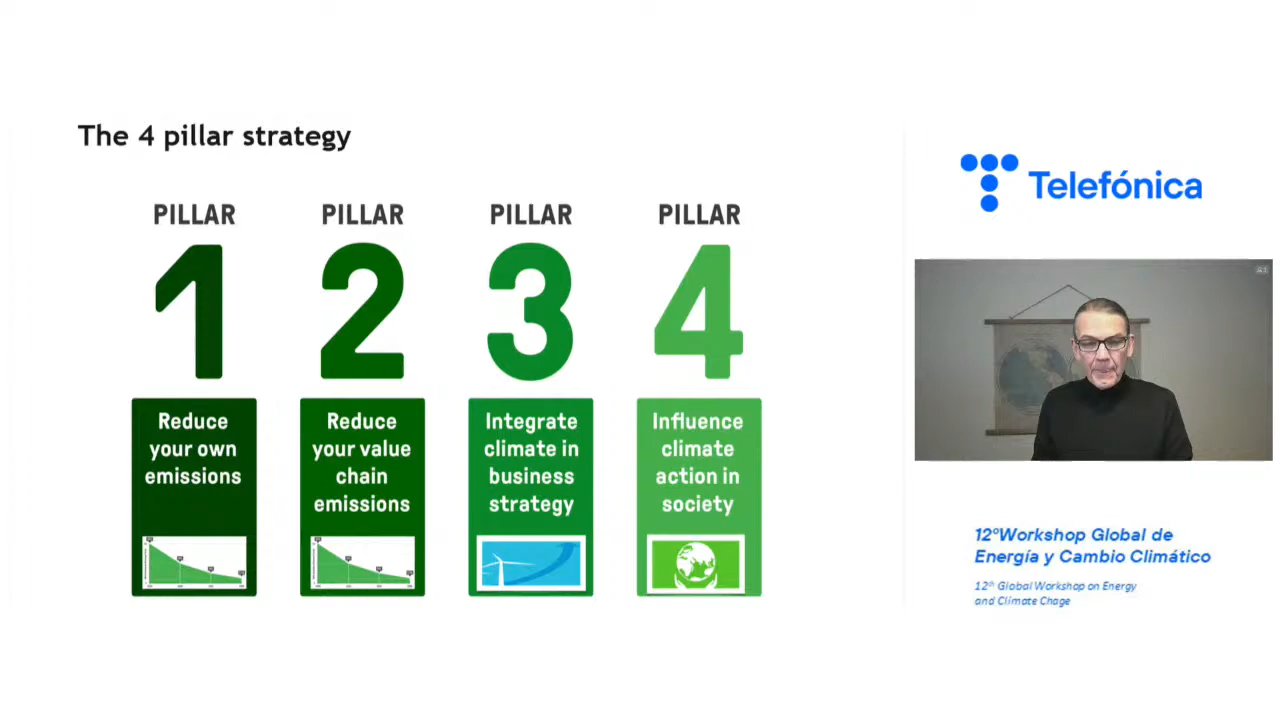 The 4 pillar strategy
PILLAR
1
Reduce
your own
emissions
PILLAR
2
Reduce
your value
chain
emissions
PILLAR
3
Integrate
climate in
business
strategy
PILLAR
4
Influence
climate
action in
society
Telefónica
12ºWorkshop Global de
Energía y Cambio Climático
12th Global Workshop on Energy
and Climate Chage